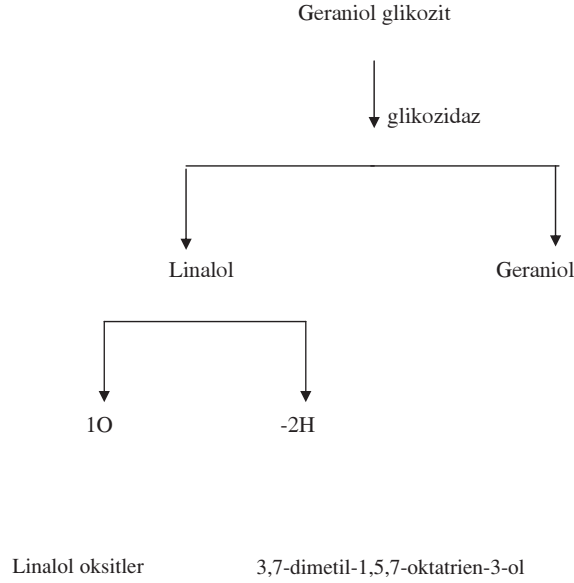 Geraniol glikozit
glikozidaz
Linalol Geraniol
1O -2H
Linalol oksitler 3,7-dimetil-1,5,7-oktatrien-3-ol